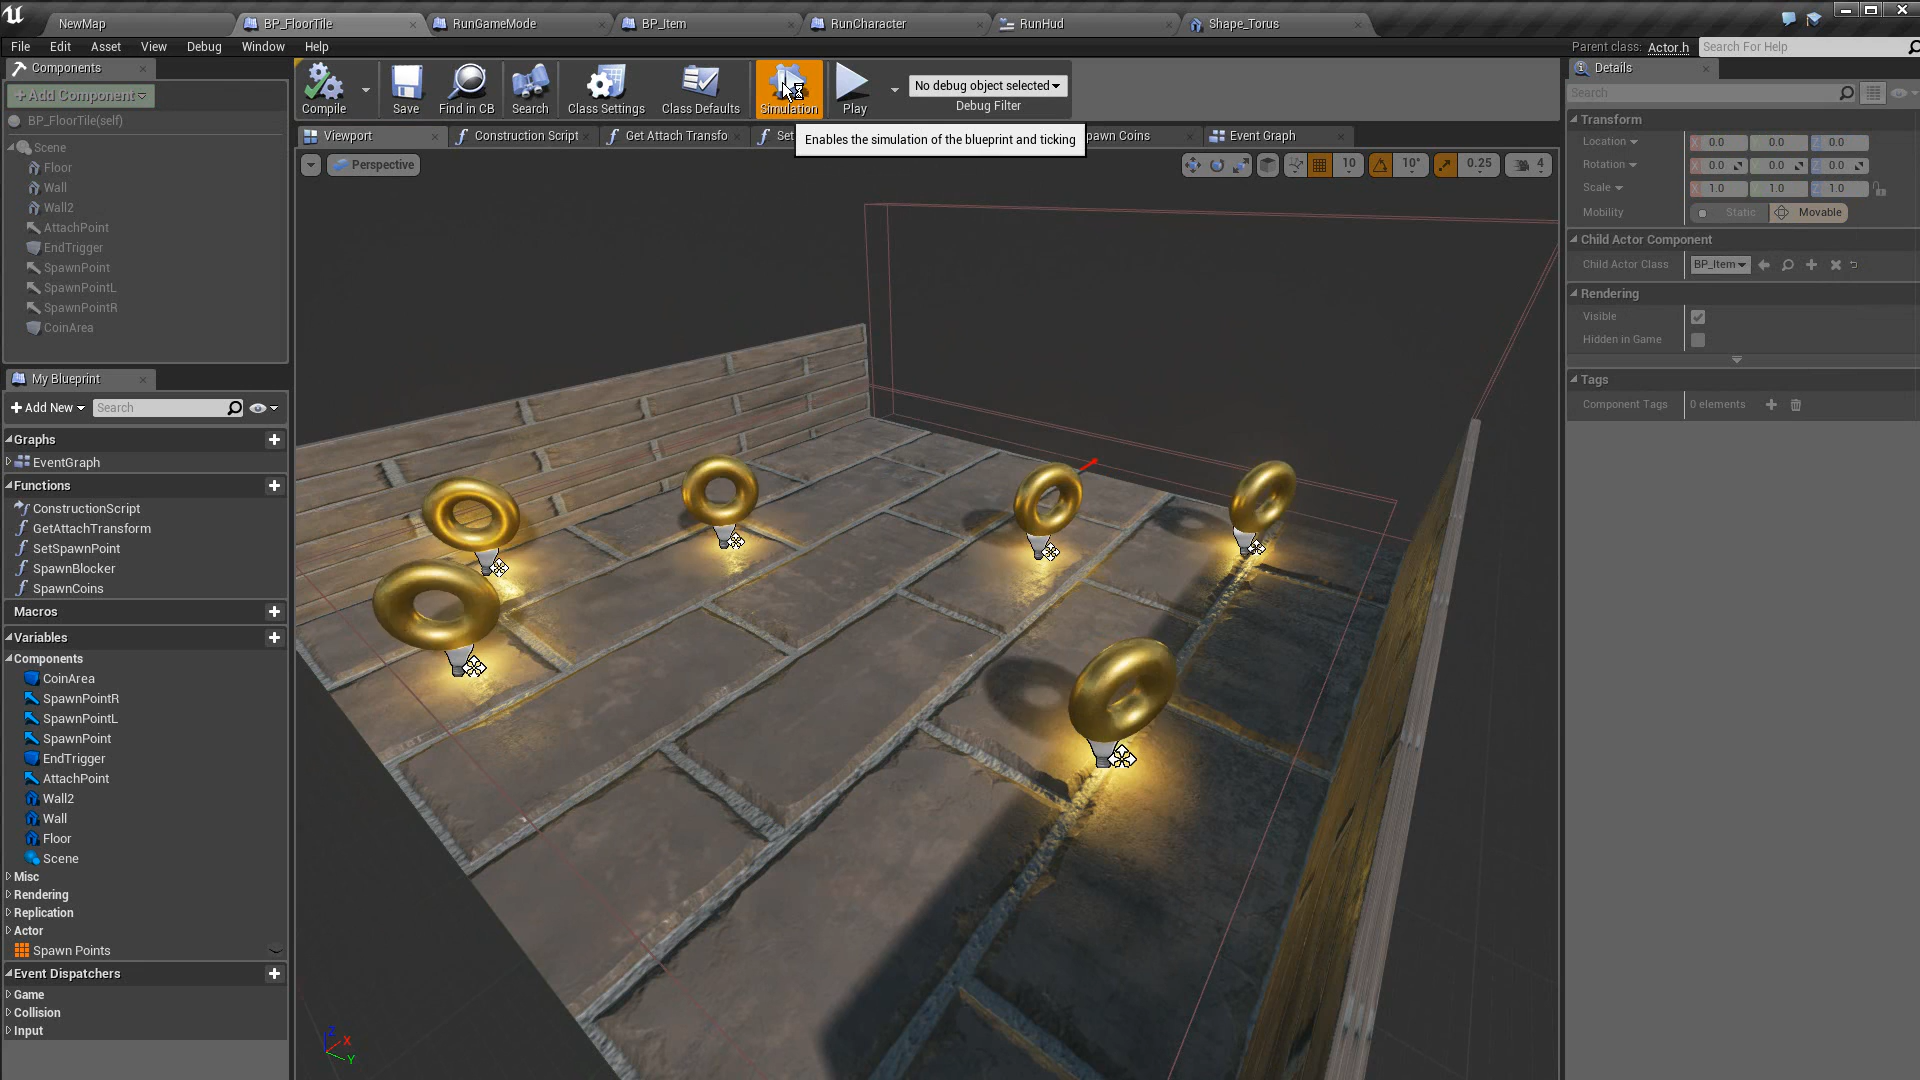 NewMap
BP_FloorTile
RunGameMode
BP_Item
RunCharacter
RunHud
Shape_Torus
File Edit Asset View Debug Window Help
Parent class: Actor.h
Search For Help
Components
+Add Component
BP_FloorTile(self)
Scene
Floor
Wall
Wall2
AttachPoint
EndTrigger
SpawnPoint
SpawnPointL
SpawnPointR
CoinArea
My Blueprint
Add New
Search
Graphs
EventGraph
Functions
ConstructionScript
GetAttachTransform
SetSpawnPoint
SpawnBlocker
SpawnCoins
Macros
Variables
Components
CoinArea
SpawnPointR
SpawnPointL
SpawnPoint
EndTrigger
AttachPoint
Wall2
Wall
Floor
Scene
Misc
Rendering
Replication
Actor
Spawn Points
Event Dispatchers
Game
Collision
Input
Compile
Save
Find in CB
Search
Class Settings
Class Defaults
Simulation
Play
No debug object selected
Debug Filter
Viewport
Construction Script
Get Attach Transfo
Set
pawn Coins
Event Graph
Enables the simulation of the blueprint and ticking
Perspective
10
10°
0.25
4
Z
X
Y
Details
Search
Transform
Location X 0.0 Y 0.0 Z 0.0
Rotation X 0.0 Y 0.0 Z 0.0
Scale X 1.0 Y 1.0 Z 1.0
Mobility Static Movable
Child Actor Component
Child Actor Class BP_Item
Rendering
Visible
Hidden in Game
Tags
Component Tags 0 elements